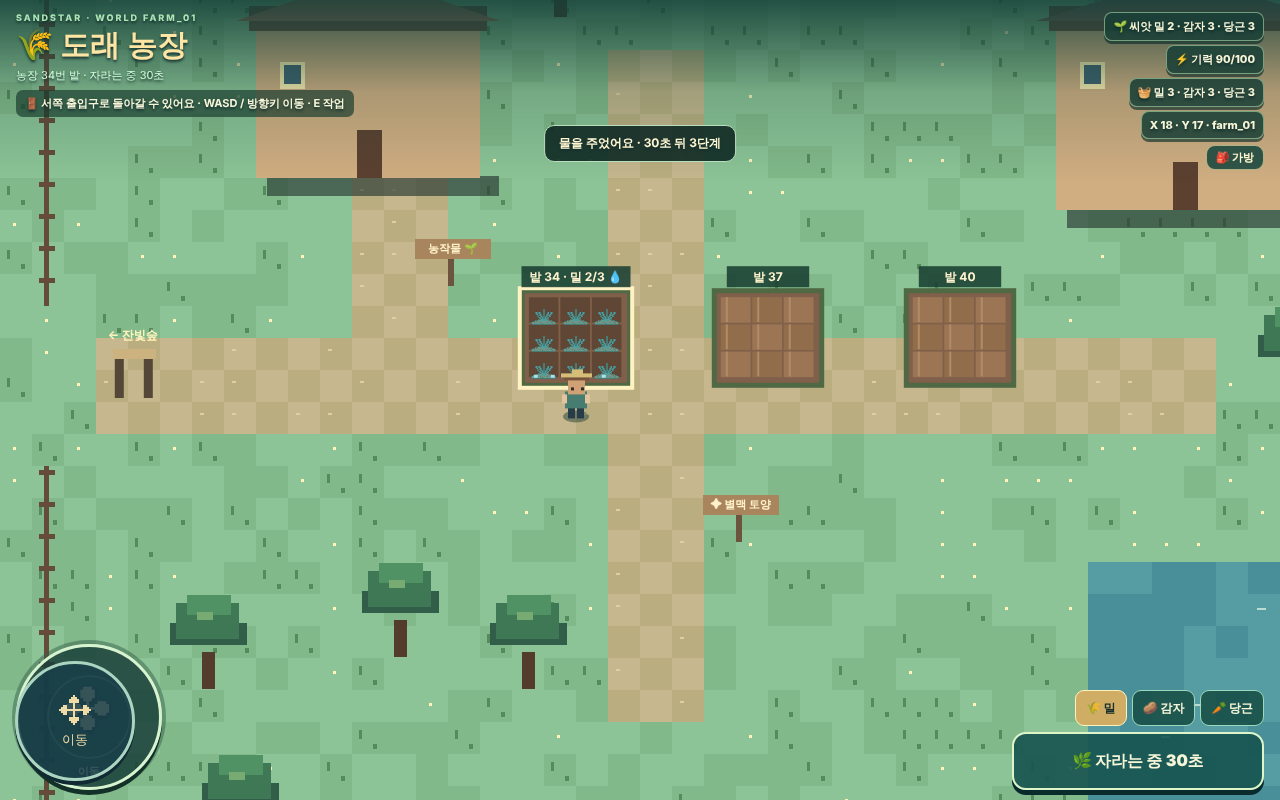 SANDSTAR · WORLD FARM_01
🌾 도래 농장
농장 34번 밭 · 자라는 중 30초
🚪 서쪽 출입구로 돌아갈 수 있어요 · WASD / 방향키 이동 · E 작업
🌱 씨앗 밀 2 · 감자 3 · 당근 3
⚡ 기력 90/100
🧺 밀 3 · 감자 3 · 당근 3
X 18 · Y 17 · farm_01
🎒 가방
물을 주었어요 · 30초 뒤 3단계
농작물 🌱
밭 34 · 밀 2/3 💧
밭 37
밭 40
← 잔빛숲
✦ 별맥 토양
이동
이동
🌾 밀
🥔 감자
🥕 당근
🌿 자라는 중 30초